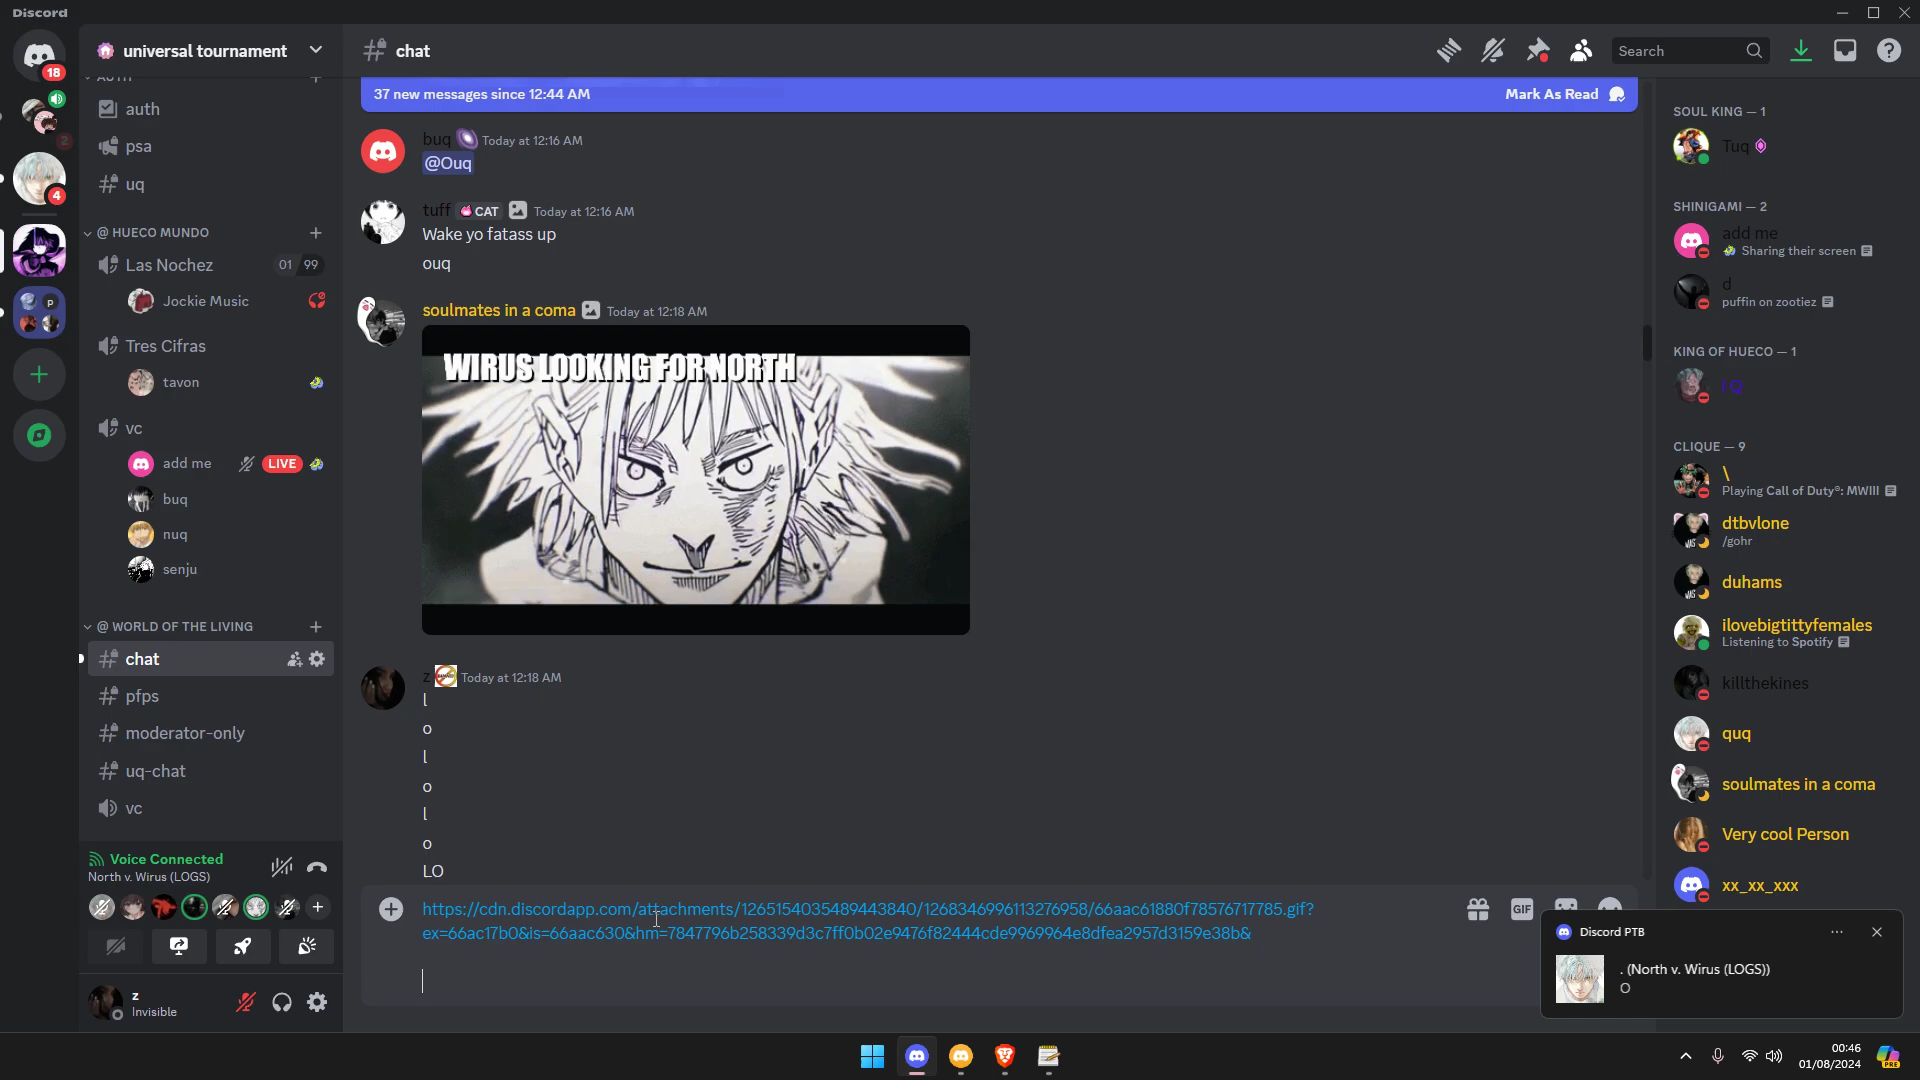 Discord
18
2
4
P
universal tournament
AUTH
auth
psa
uq
@ HUECO MUNDO
Las Nochez 01 99
Jockie Music
Tres Cifras
tavon
vc
add me LIVE
buq
nuq
senju
@ WORLD OF THE LIVING
chat
pfps
moderator-only
uq-chat
vc
Voice Connected
North v. Wirus (LOGS)
z
Invisible
chat
Search
37 new messages since 12:44 AM Mark As Read
buq Today at 12:16 AM
@Ouq
tuff CAT Today at 12:16 AM
Wake yo fatass up
ouq
soulmates in a coma Today at 12:18 AM
WIRUS LOOKING FOR NORTH
z Today at 12:18 AM
l
o
l
o
l
o
LO
https://cdn.discordapp.com/attachments/1265154035489443840/1268346996113276958/66aac61880f78576717785.gif?
ex=66ac17b0&is=66aac630&hm=7847796b258339d3c7ff0b02e9476f82444cde9969964e8dfea2957d3159e38b&
GIF
SOUL KING — 1
Tuq
SHINIGAMI — 2
add me
Sharing their screen
d
puffin on zootiez
KING OF HUECO — 1
CLIQUE — 9
\
Playing Call of Duty®: MWIII
dtbvlone
/gohr
duhams
ilovebigtittyfemales
Listening to Spotify
killthekines
quq
soulmates in a coma
Very cool Person
xx_xx_xxx
Discord PTB
. (North v. Wirus (LOGS))
O
00:46
01/08/2024
PRE